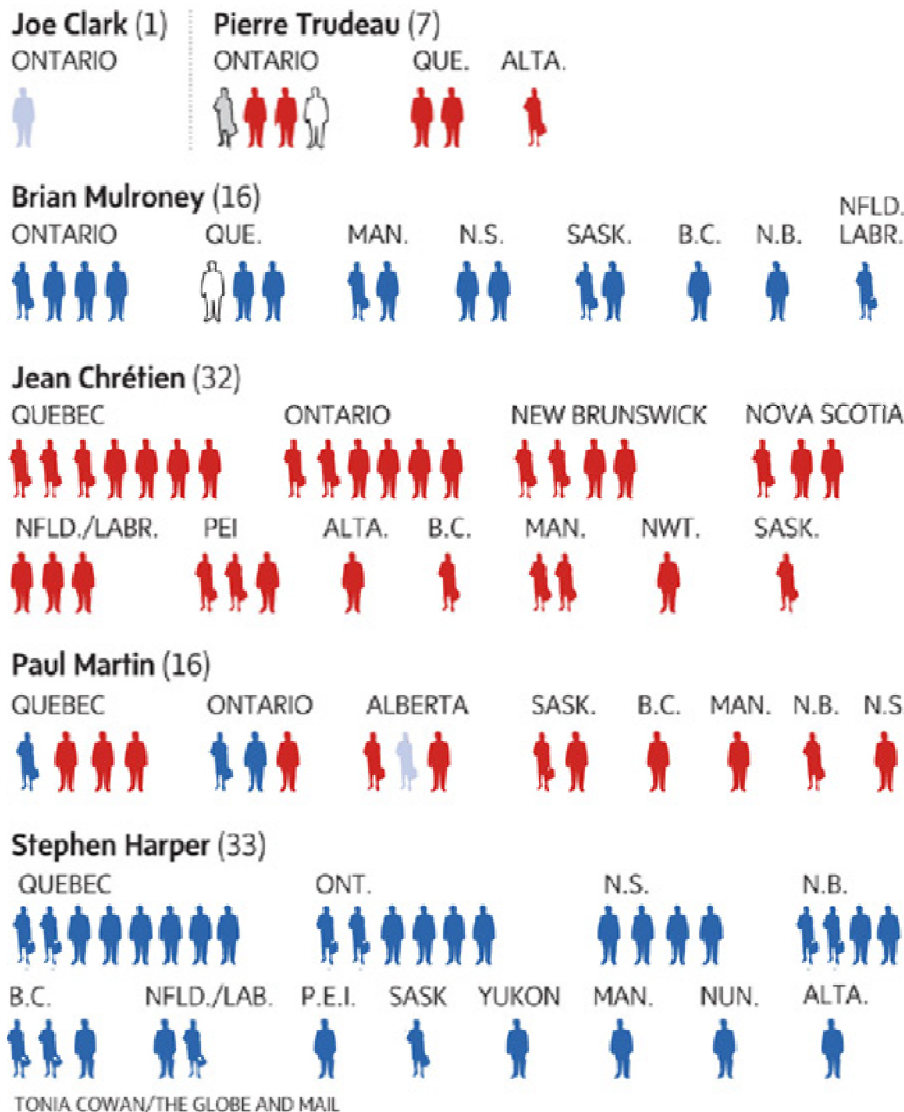 Joe Clark (1) Pierre Trudeau (7)
ONTARIO ONTARIO QUE. ALTA.
Brian Mulroney (16)
ONTARIO QUE. MAN. N.S. SASK. B.C. N.B. NFLD. LABR.
Jean Chrétien (32)
QUEBEC ONTARIO NEW BRUNSWICK NOVA SCOTIA
NFLD./LABR. PEI ALTA. B.C. MAN. NWT. SASK.
Paul Martin (16)
QUEBEC ONTARIO ALBERTA SASK. B.C. MAN. N.B. N.S
Stephen Harper (33)
QUEBEC ONT. N.S. N.B.
B.C. NFLD./LAB. P.E.I. SASK YUKON MAN. NUN. ALTA.
TONIA COWAN/THE GLOBE AND MAIL